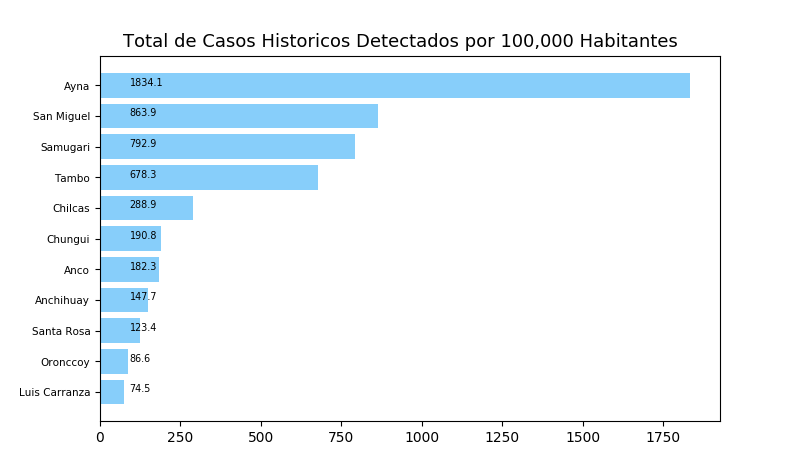 Total de Casos Historicos Detectados por 100,000 Habitantes
Ayna 1834.1
San Miguel 863.9
Samugari 792.9
Tambo 678.3
Chilcas 288.9
Chungui 190.8
Anco 182.3
Anchihuay 147.7
Santa Rosa 123.4
Oronccoy 86.6
Luis Carranza 74.5
0 250 500 750 1000 1250 1500 1750